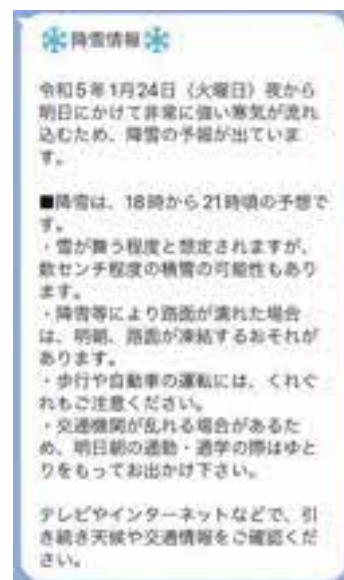 ❄降雪情報❄
令和5年1月24日(火曜日)夜から
明日にかけて非常に強い寒気が流れ
込むため、降雪の予報が出ていま
す。
■降雪は、18時から21時頃の予想で
す。
・雪が舞う程度と想定されますが、
数センチ程度の積雪の可能性もあり
ます。
・降雪等により路面が濡れた場合
は、明朝、路面が凍結するおそれが
あります。
・歩行や自動車の運転には、くれぐ
れもご注意ください。
・交通機関が乱れる場合があるた
め、明日朝の通勤・通学の際はゆと
りをもってお出かけ下さい。
テレビやインターネットなどで、引
き続き天候や交通情報をご確認くだ
さい。